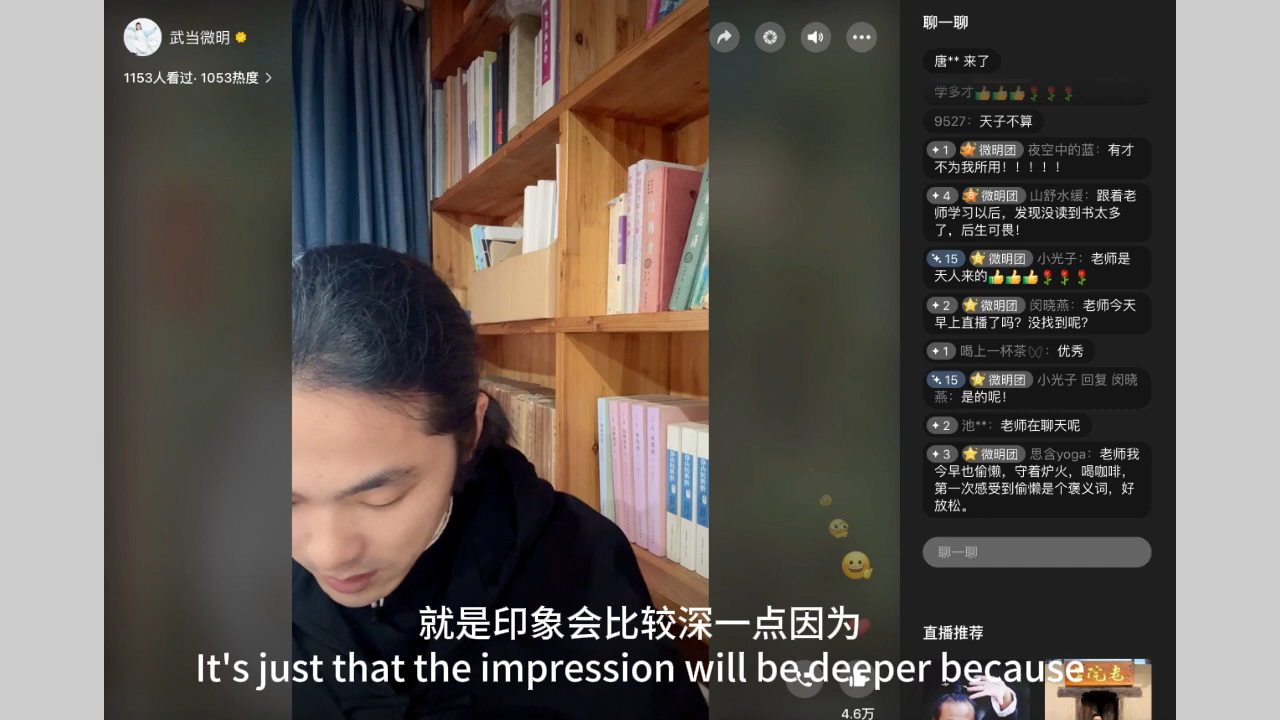 武当微明
1153人看过· 1053热度 >
聊一聊
唐** 来了
学多才👍👍👍🌹🌹🌹
9527: 天子不算
+1 微明团 夜空中的蓝: 有才
不为我所用!!!!!
+4 微明团 山舒水缓: 跟着老
师学习以后，发现没读到书太多
了，后生可畏!
15 微明团 小光子: 老师是
天人来的👍👍👍🌹🌹🌹
+2 微明团 闵晓燕: 老师今天
早上直播了吗? 没找到呢?
+1 喝上一杯茶: 优秀
15 微明团 小光子 回复 闵晓
燕: 是的呢!
+2 池**: 老师在聊天呢
+3 微明团 思含yoga: 老师我
今早也偷懒，守着炉火，喝咖啡，
第一次感受到偷懒是个褒义词，好
放松。
聊一聊
就是印象会比较深一点因为
It's just that the impression will be deeper because
直播推荐
4.6万